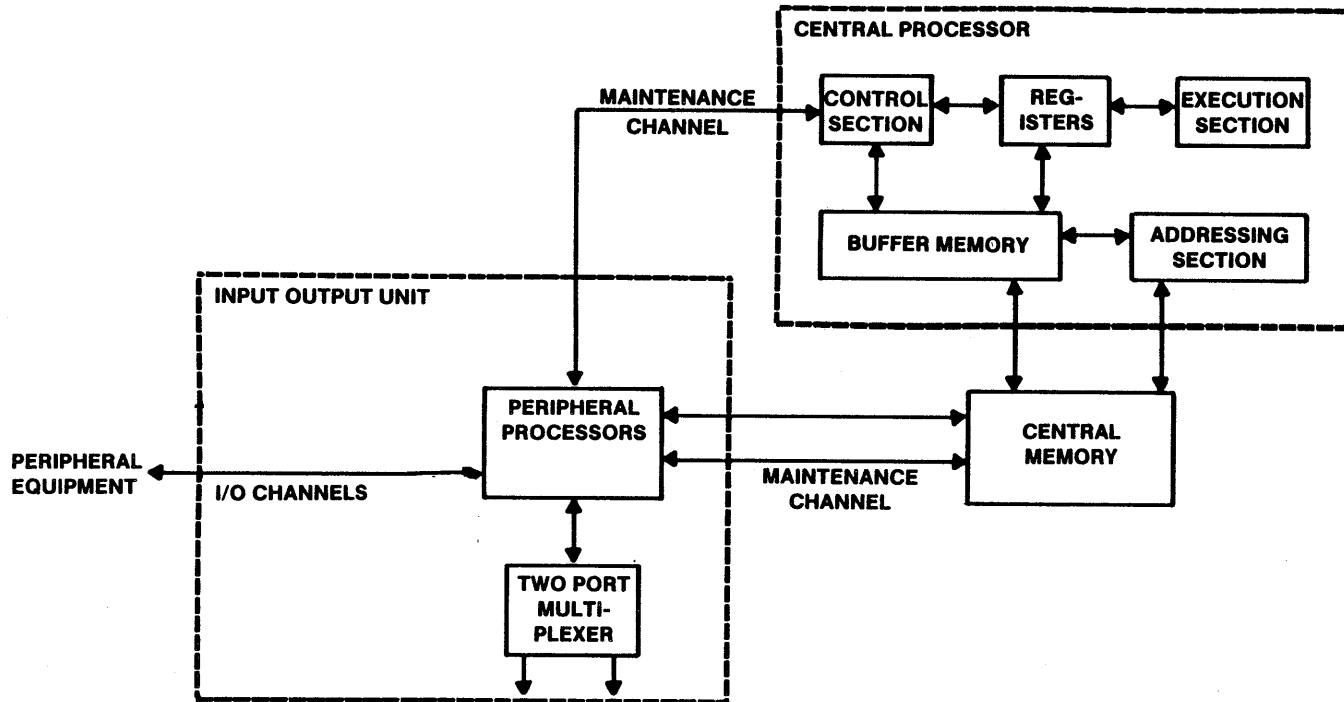 CENTRAL PROCESSOR
MAINTENANCE
CHANNEL
CONTROL
SECTION
REG-
ISTERS
EXECUTION
SECTION
BUFFER MEMORY
ADDRESSING
SECTION
INPUT OUTPUT UNIT
PERIPHERAL
PROCESSORS
CENTRAL
MEMORY
PERIPHERAL
EQUIPMENT
I/O CHANNELS
MAINTENANCE
CHANNEL
TWO PORT
MULTI-
PLEXER